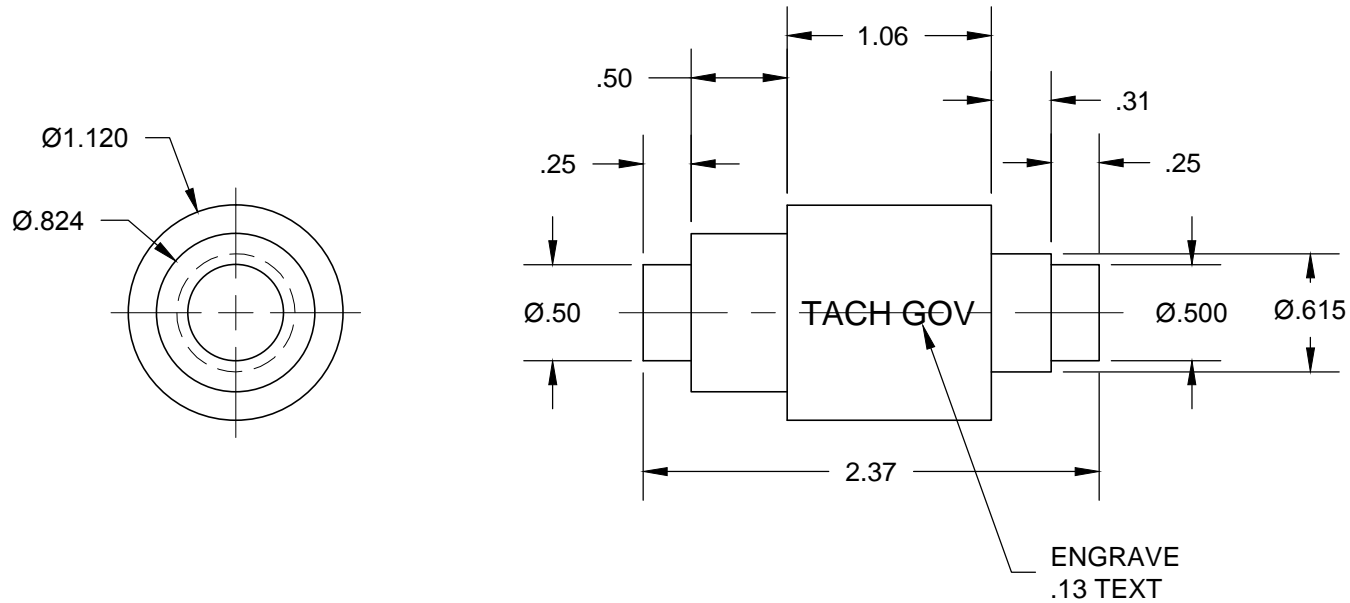 1.06
.50
.31
Ø1.120
.25
.25
Ø.824
Ø.50
TACH GOV
Ø.500
Ø.615
2.37
ENGRAVE
.13 TEXT